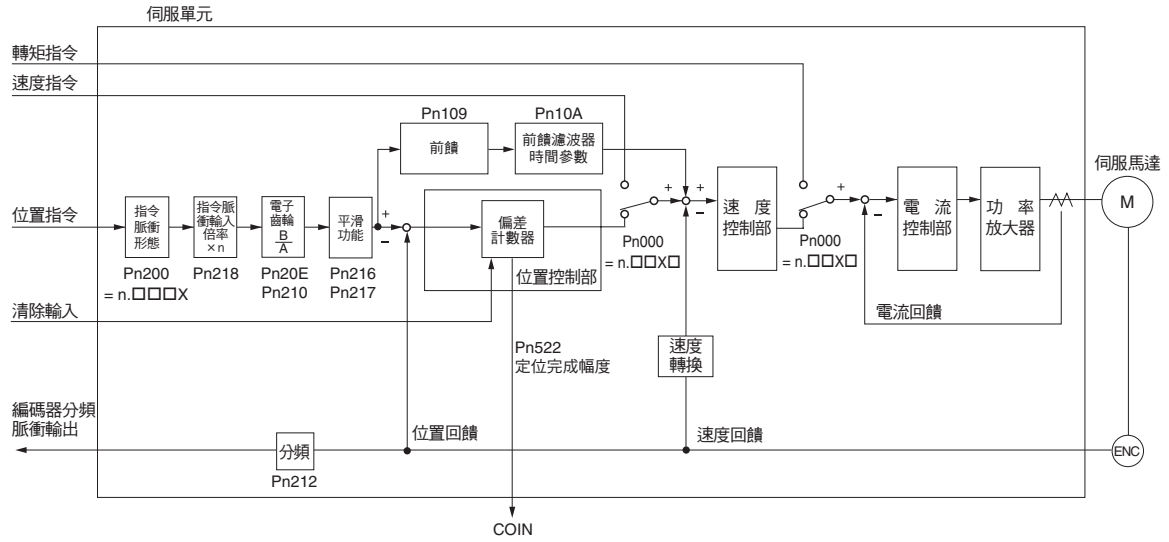 伺服單元
轉矩指令
速度指令
Pn109
前饋
Pn10A
前饋濾波器
時間參數
伺服馬達
M
位置指令
指令
脈衝
形態
Pn200
= n.□□□X
指令脈
衝輸入
倍率
×n
Pn218
電子
齒輪
B
A
Pn20E
Pn210
平滑
功能
Pn216
Pn217
+
−
偏差
計數器
位置控制部
Pn000
= n.□□X□
+
+
−
速 度
控制部
Pn000
= n.□□X□
+
−
電 流
控制部
功 率
放大器
清除輸入
電流回饋
Pn522
定位完成幅度
速度
轉換
編碼器分頻
脈衝輸出
分頻
Pn212
位置回饋
速度回饋
ENC
COIN